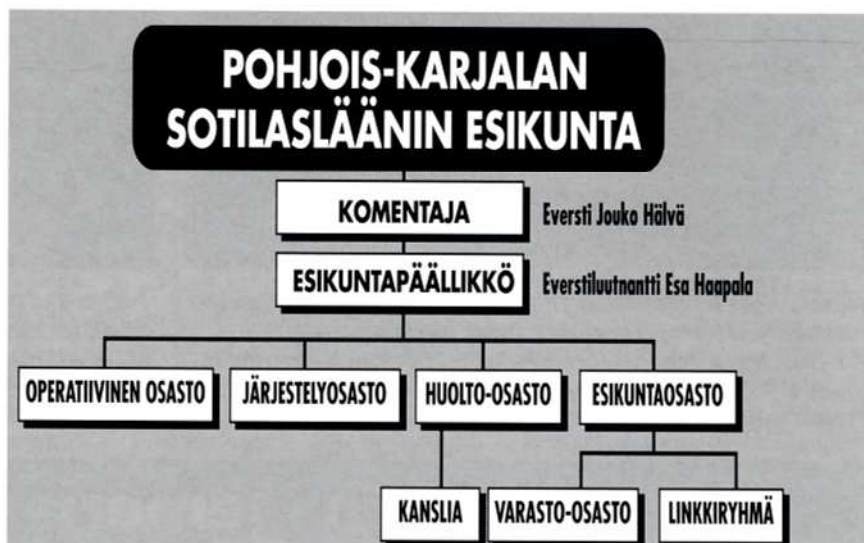 POHJOIS-KARJALAN
SOTILASLÄÄNIN ESIKUNTA
KOMENTAJA
Eversti Jouko Hälvä
ESIKUNTAPÄÄLLIKKÖ
Everstiluutnantti Esa Haapala
OPERATIIVINEN OSASTO
JÄRJESTELYOSASTO
HUOLTO-OSASTO
ESIKUNTAOSASTO
KANSLIA
VARASTO-OSASTO
LINKKIRYHMÄ